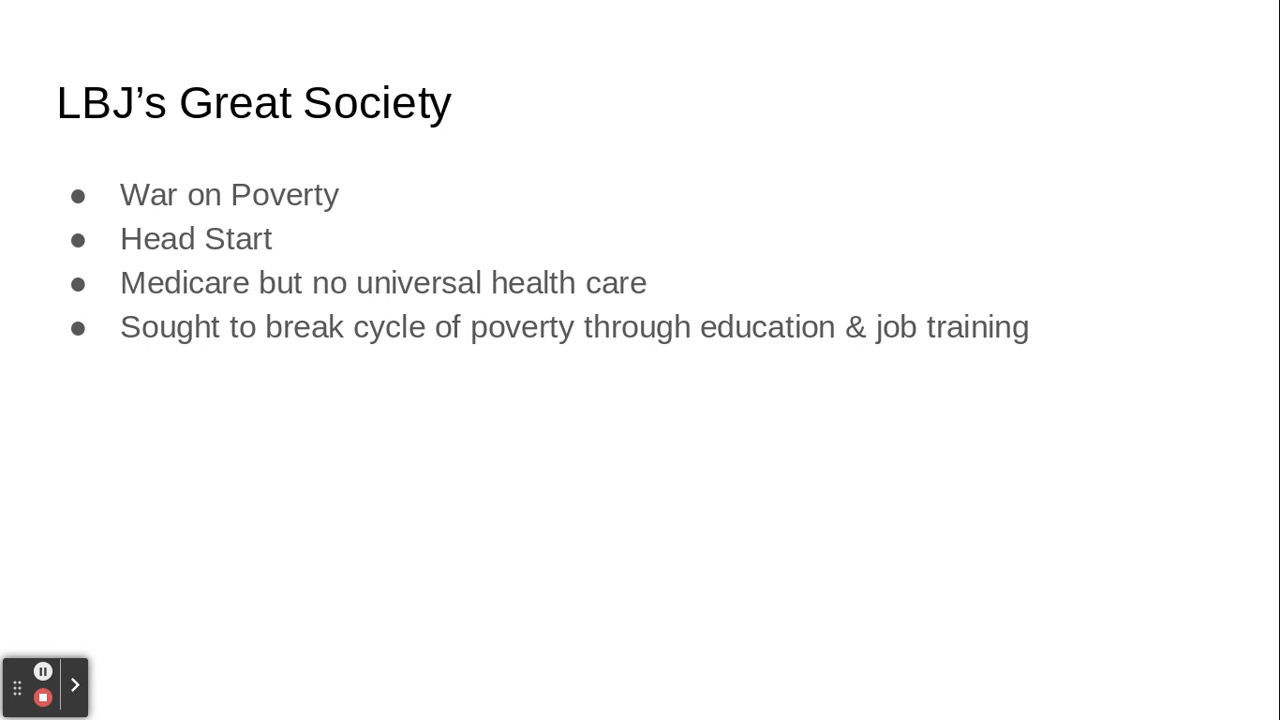 LBJ’s Great Society
● War on Poverty
● Head Start
● Medicare but no universal health care
● Sought to break cycle of poverty through education & job training